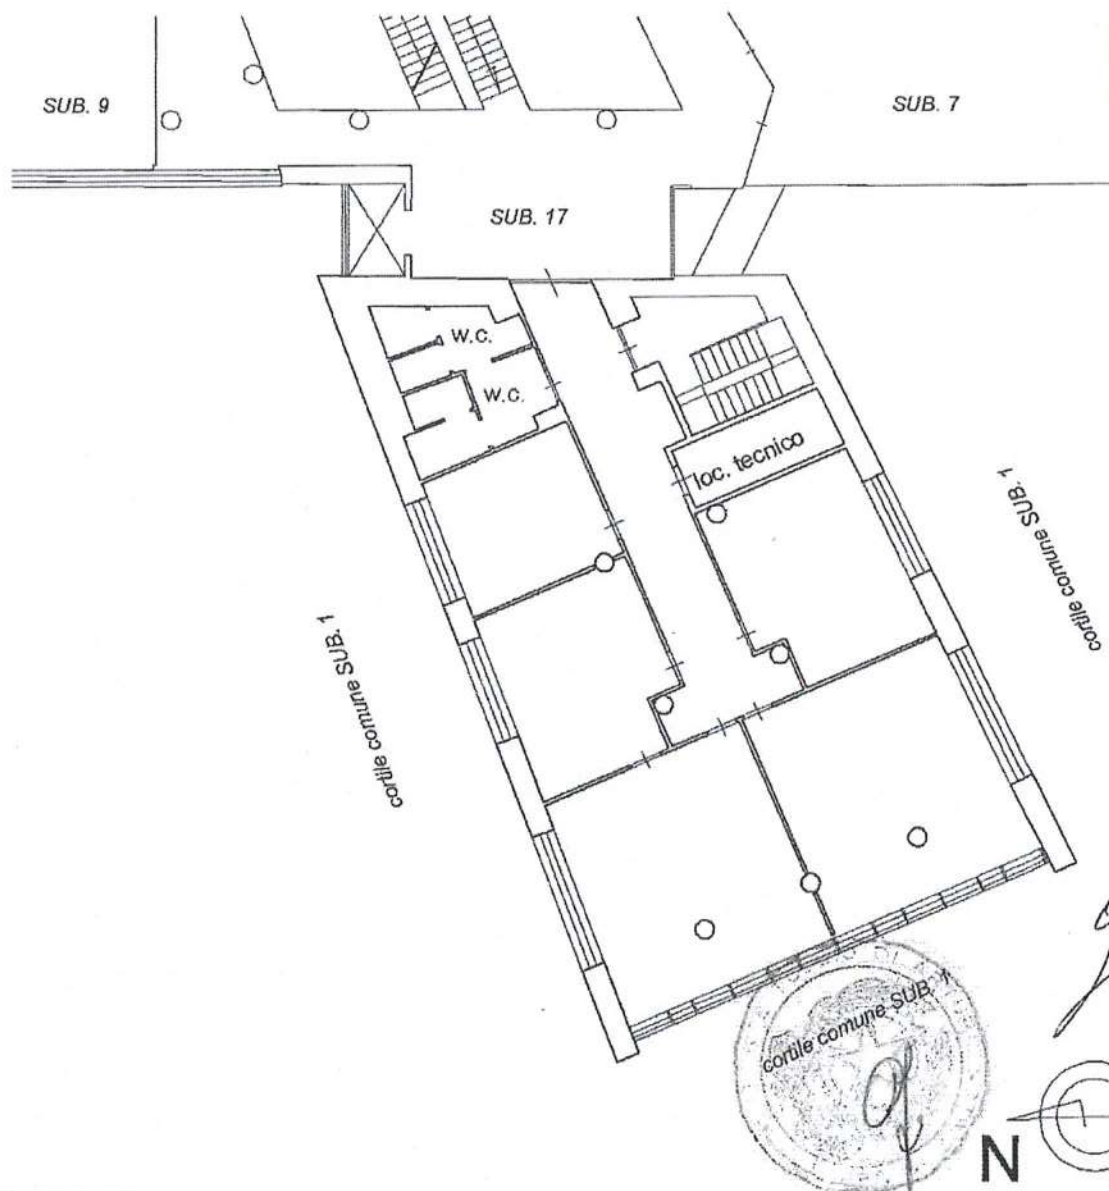 SUB. 9
SUB. 7
SUB. 17
W.C.
W.C.
loc. tecnico
cortile comune SUB. 1
cortile comune SUB. 1
cortile comune SUB. 1
N